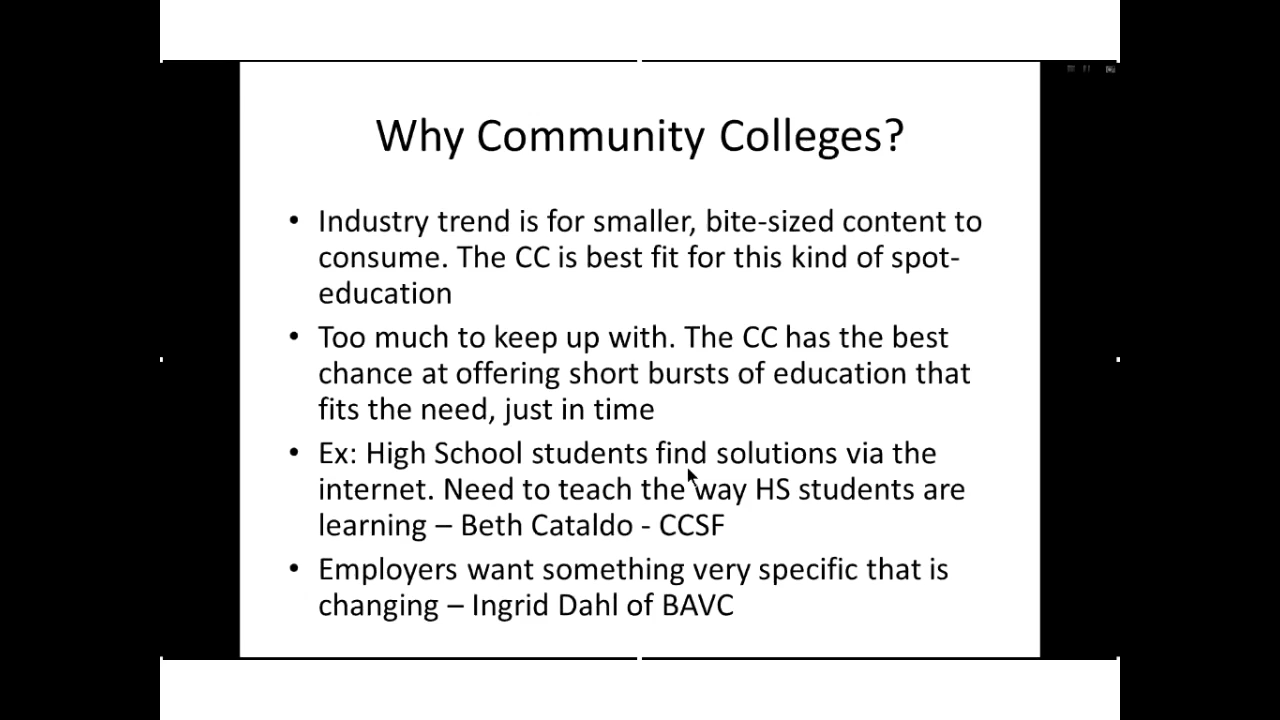 Why Community Colleges?
• Industry trend is for smaller, bite-sized content to
consume. The CC is best fit for this kind of spot-
education
• Too much to keep up with. The CC has the best
chance at offering short bursts of education that
fits the need, just in time
• Ex: High School students find solutions via the
internet. Need to teach the way HS students are
learning – Beth Cataldo - CCSF
• Employers want something very specific that is
changing – Ingrid Dahl of BAVC